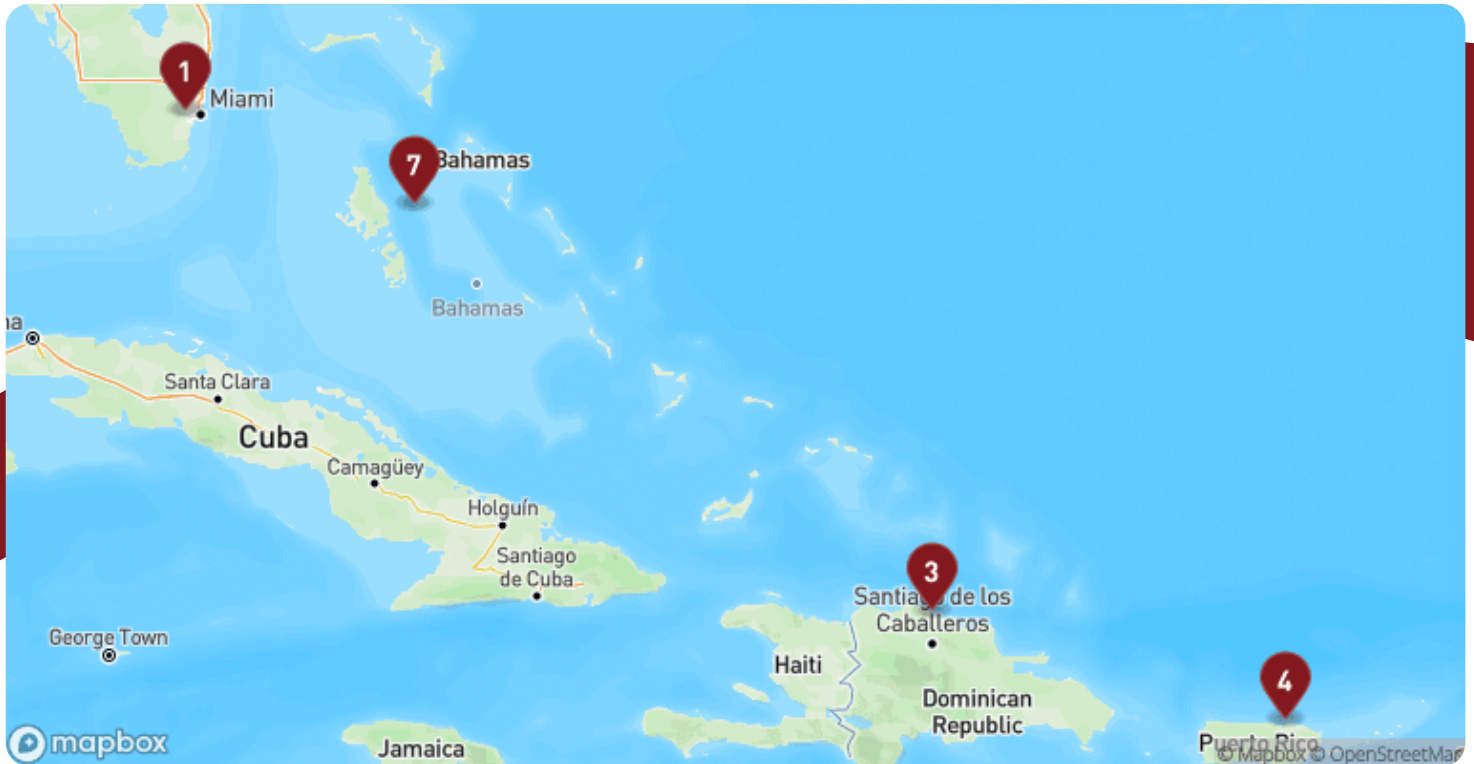 1
Miami
7
Bahamas
Bahamas
na
Santa Clara
Cuba
Camagüey
Holguín
Santiago
de Cuba
3
Santiago de los
Caballeros
George Town
Haiti
4
Dominican
Republic
Puerto Rico
Jamaica
mapbox
© Mapbox © OpenStreetMap